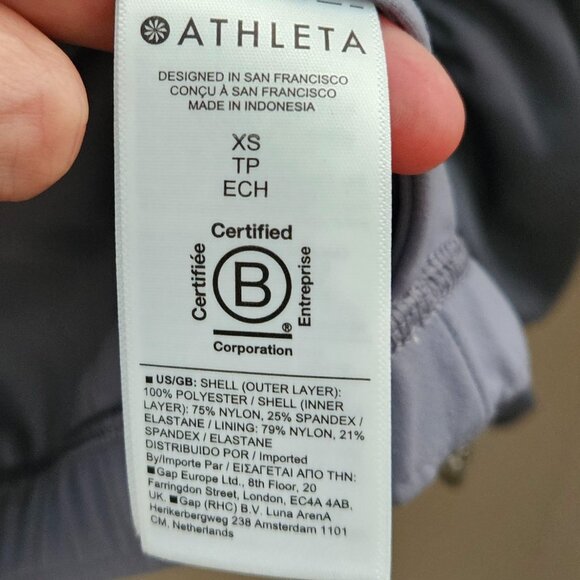 ATHLETA
DESIGNED IN SAN FRANCISCO
CONÇU À SAN FRANCISCO
MADE IN INDONESIA
XS
TP
ECH
Certified
Certifiée
B
Entreprise
®
Corporation
■ US/GB: SHELL (OUTER LAYER):
100% POLYESTER / SHELL (INNER
LAYER): 75% NYLON, 25% SPANDEX /
ELASTANE / LINING: 79% NYLON, 21%
SPANDEX / ELASTANE
DISTRIBUIDO POR / Imported
By/Importe Par / ΕΙΣΑΓΕΤΑΙ ΑΠΟ ΤΗΝ:
■Gap Europe Ltd., 8th Floor, 20
Farringdon Street, London, EC4A 4AB,
UK. ■ Gap (RHC) B.V. Luna ArenA
Herikerbergweg 238 Amsterdam 1101
CM, Netherlands